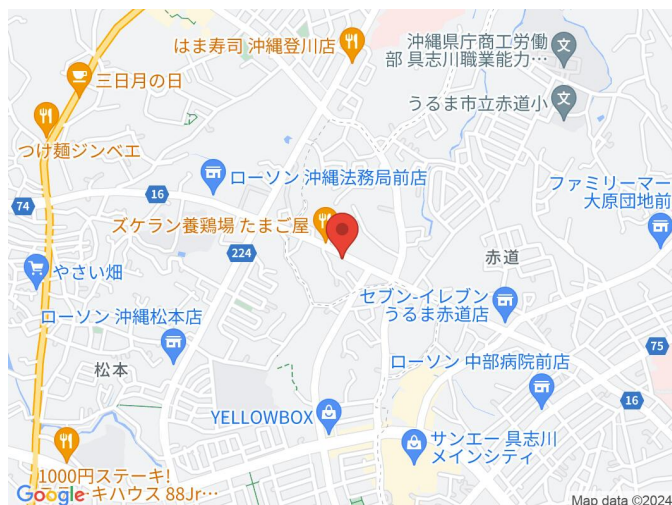 はま寿司 沖縄登川店
沖縄県庁商工労働
部 具志川職業能力…
三日月の日
うるま市立赤道小
つけ麺ジンベエ
ローソン 沖縄法務局前店
16
74
ファミリーマー
大原団地前
ズケラン養鶏場 たまご屋
224
赤道
やさい畑
セブン-イレブン
うるま赤道店
ローソン 沖縄松本店
75
ローソン 中部病院前店
松本
16
YELLOWBOX
サンエー 具志川
メインシティ
1000円ステーキ!
キハウス 88Jr…
Google
Map data ©2024